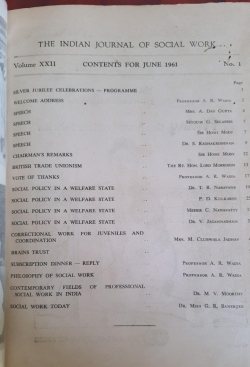 THE INDIAN JOURNAL OF SOCIAL WORK
Volume XXII CONTENTS FOR JUNE 1961 No. 1
Page
SILVER JUBILEE CELEBRATIONS — PROGRAMME
WELCOME ADDRESS PROFESSOR A. R. WADIA
SPEECH MRS. A. DAS GUPTA
SPEECH
SPEECH SIR HOMI MODY
SPEECH DR. S. RADHAKRISHNAN
CHAIRMAN'S REMARKS SIR HOMI MODY
BRITISH TRADE UNIONISM THE RT. HON. LORD MORRISON
VOTE OF THANKS PROFESSOR A. R. WADIA
SOCIAL POLICY IN A WELFARE STATE DR. T. R. NATARAJAN
SOCIAL POLICY IN A WELFARE STATE P. D. KULKARNI
SOCIAL POLICY IN A WELFARE STATE C. NANAVATTY
SOCIAL POLICY IN A WELFARE STATE DR. V. JAGANNADHAM
CORRECTIONAL WORK FOR JUVENILES AND
COORDINATION MRS. M. CLUBWALA JADHAV
BRAINS TRUST
SUBSCRIPTION DINNER — REPLY PROFESSOR A. R. WADIA
PHILOSOPHY OF SOCIAL WORK PROFESSOR A. R. WADIA
CONTEMPORARY FIELDS OF PROFESSIONAL
SOCIAL WORK IN INDIA DR. M. V. MOORTHY
SOCIAL WORK TODAY DR. MISS G. R. BANERJEE